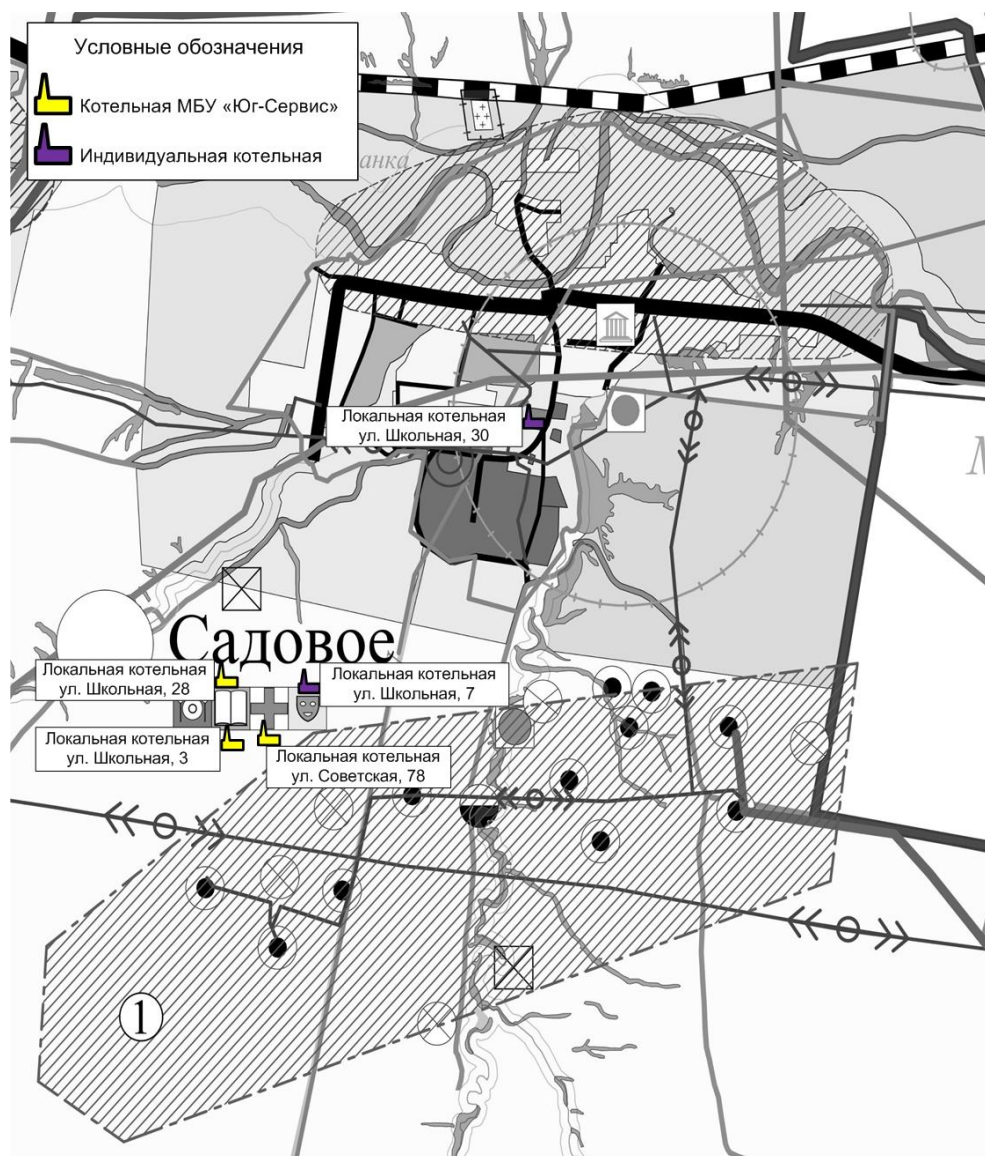 Условные обозначения
Котельная МБУ «Юг-Сервис»
Индивидуальная котельная
Локальная котельная
ул. Школьная, 30
Садовое
Локальная котельная
ул. Школьная, 28
Локальная котельная
ул. Школьная, 7
Локальная котельная
ул. Школьная, 3
Локальная котельная
ул. Советская, 78
1